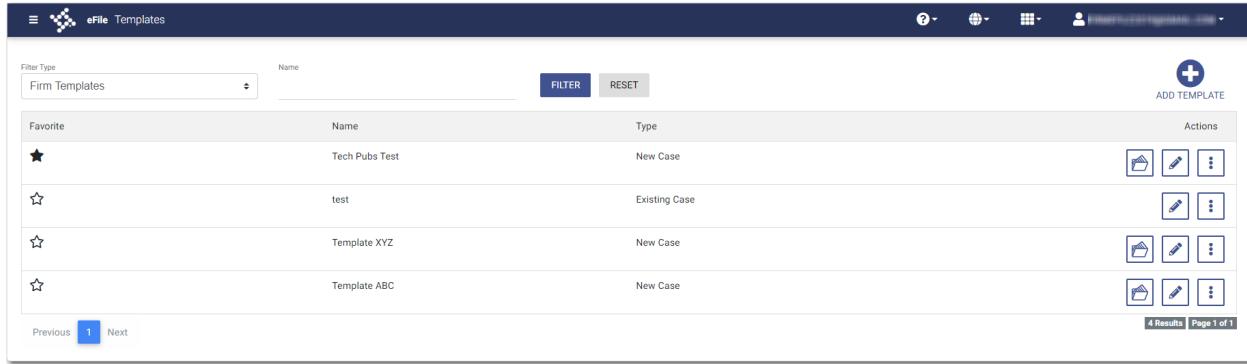 eFile Templates
Filter Type
Name
Firm Templates
FILTER
RESET
ADD TEMPLATE
Favorite Name Type Actions
Tech Pubs Test New Case
test Existing Case
Template XYZ New Case
Template ABC New Case
Previous 1 Next
4 Results Page 1 of 1